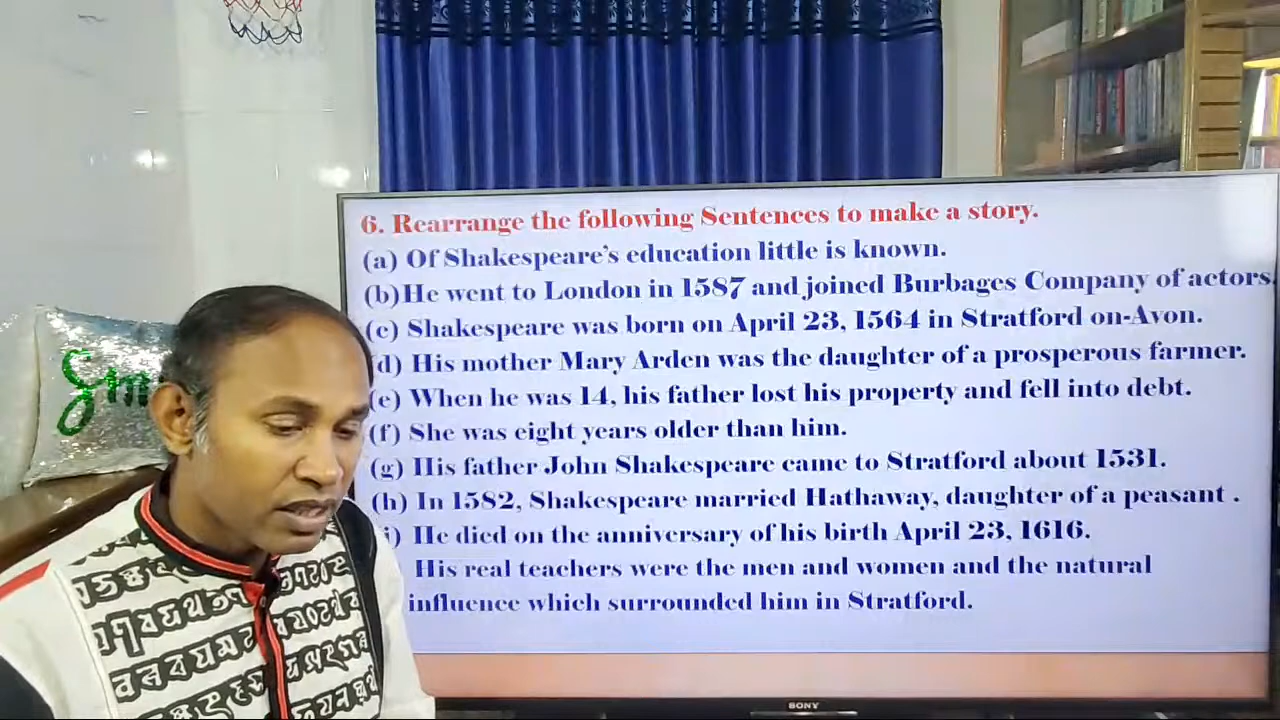 6. Rearrange the following Sentences to make a story.
(a) Of Shakespeare's education little is known.
(b)He went to London in 1587 and joined Burbages Company of actors.
(c) Shakespeare was born on April 23, 1564 in Stratford on-Avon.
d) His mother Mary Arden was the daughter of a prosperous farmer.
(e) When he was 14, his father lost his property and fell into debt.
(f) She was eight years older than him.
(g) His father John Shakespeare came to Stratford about 1531.
(h) In 1582, Shakespeare married Hathaway, daughter of a peasant .
i) He died on the anniversary of his birth April 23, 1616.
His real teachers were the men and women and the natural
influence which surrounded him in Stratford.
SONY